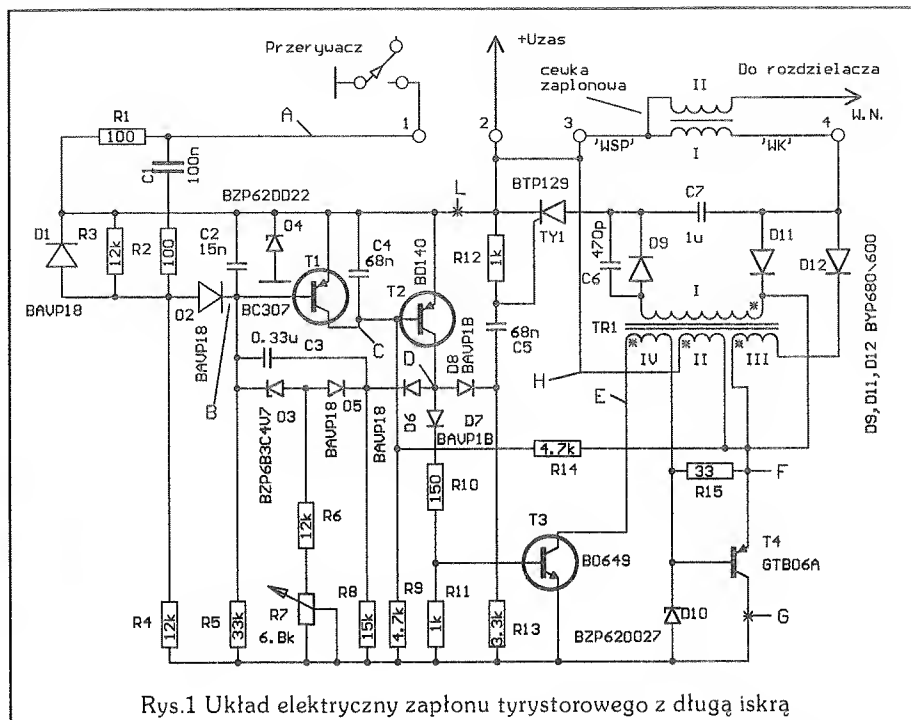 Przerywacz
+Uzas
cewka
zaplonowa
Do rozdzielacza
W.N.
II
I
'WSP'
'WK'
1
2
3
4
A
R1
100
C1
100n
BZP620D22
L
BTP129
TY1
C7
1u
D1
BAVP18
R3
12k
R2
100
C2
15n
D4
T1
BC307
C4
68n
T2
BD140
R12
1k
C6
470p
D9
D11
D12
D9,D11,D12 BYP680\600
D2
BAVP18
C
0.33u
C3
D
D8
BAVP18
68n
C5
I
TR1
IV
II
III
H
E
B
D3
BZP683C4V7
D5
BAVP18
BAVP18
D6
D7
BAVP18
4.7k
R14
33
R15
F
150
R10
12k
R6
T3
BD649
T4
GT806A
R4
12k
R5
33k
R7
6.8k
R8
15k
R9
4.7k
R11
1k
3.3k
R13
D10
BZP620D27
G
Rys.1 Układ elektryczny zapłonu tyrystorowego z długą iskrą